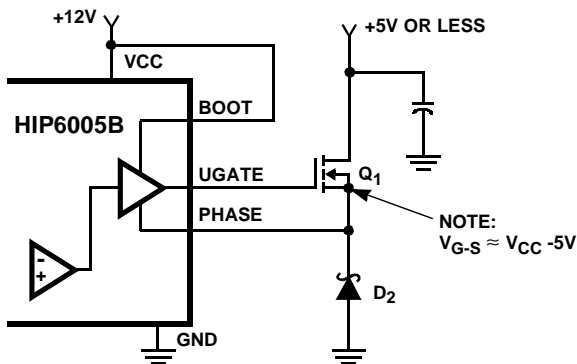 +12V
+5V OR LESS
VCC
BOOT
HIP6005B
UGATE
Q1
PHASE
NOTE:
VG-S ≈ VCC -5V
-
+
D2
GND